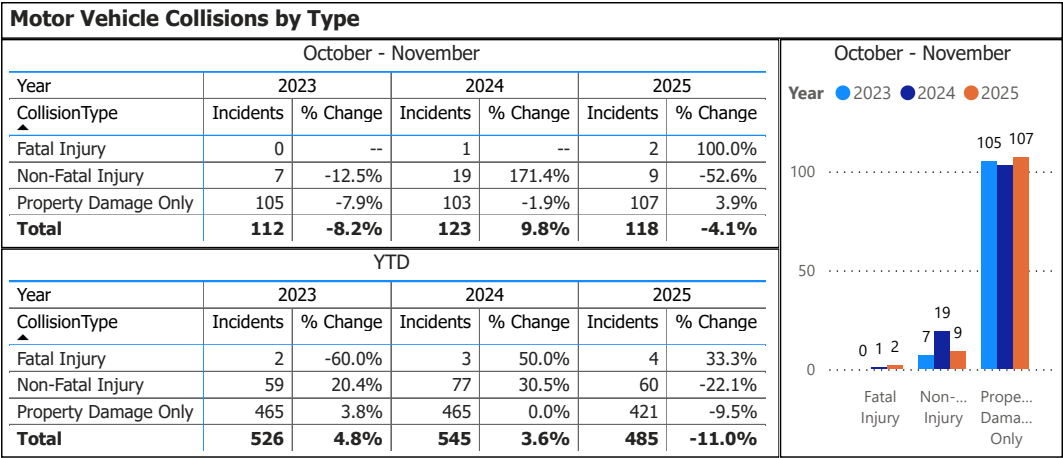 Motor Vehicle Collisions by Type
October - November
Year 2023 2024 2025
CollisionType Incidents % Change Incidents % Change Incidents % Change
Fatal Injury 0 -- 1 -- 2 100.0%
Non-Fatal Injury 7 -12.5% 19 171.4% 9 -52.6%
Property Damage Only 105 -7.9% 103 -1.9% 107 3.9%
Total 112 -8.2% 123 9.8% 118 -4.1%
YTD
Year 2023 2024 2025
CollisionType Incidents % Change Incidents % Change Incidents % Change
Fatal Injury 2 -60.0% 3 50.0% 4 33.3%
Non-Fatal Injury 59 20.4% 77 30.5% 60 -22.1%
Property Damage Only 465 3.8% 465 0.0% 421 -9.5%
Total 526 4.8% 545 3.6% 485 -11.0%
October - November
Year 2023 2024 2025
105 107
100
50
19
7 9
0 1 2
0
Fatal Non-... Prope...
Injury Injury Dama...
Only